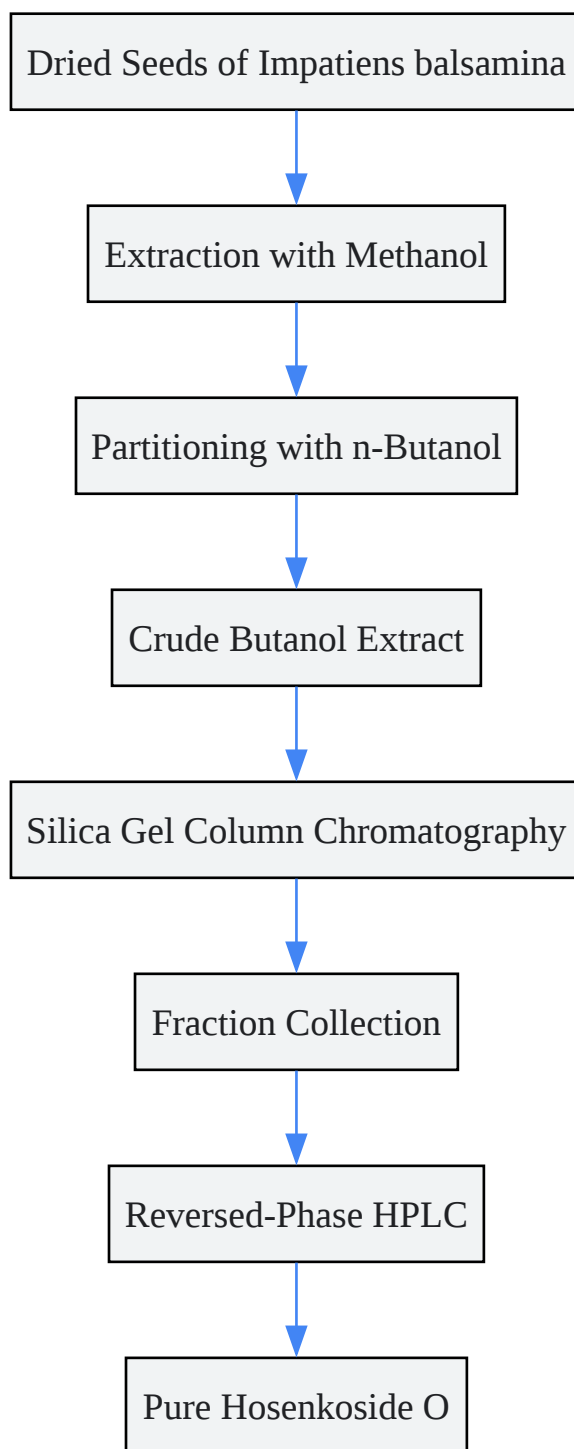 Dried Seeds of Impatiens balsamina
Extraction with Methanol
Partitioning with n-Butanol
Crude Butanol Extract
Silica Gel Column Chromatography
Fraction Collection
Reversed-Phase HPLC
Pure Hosenkoside O